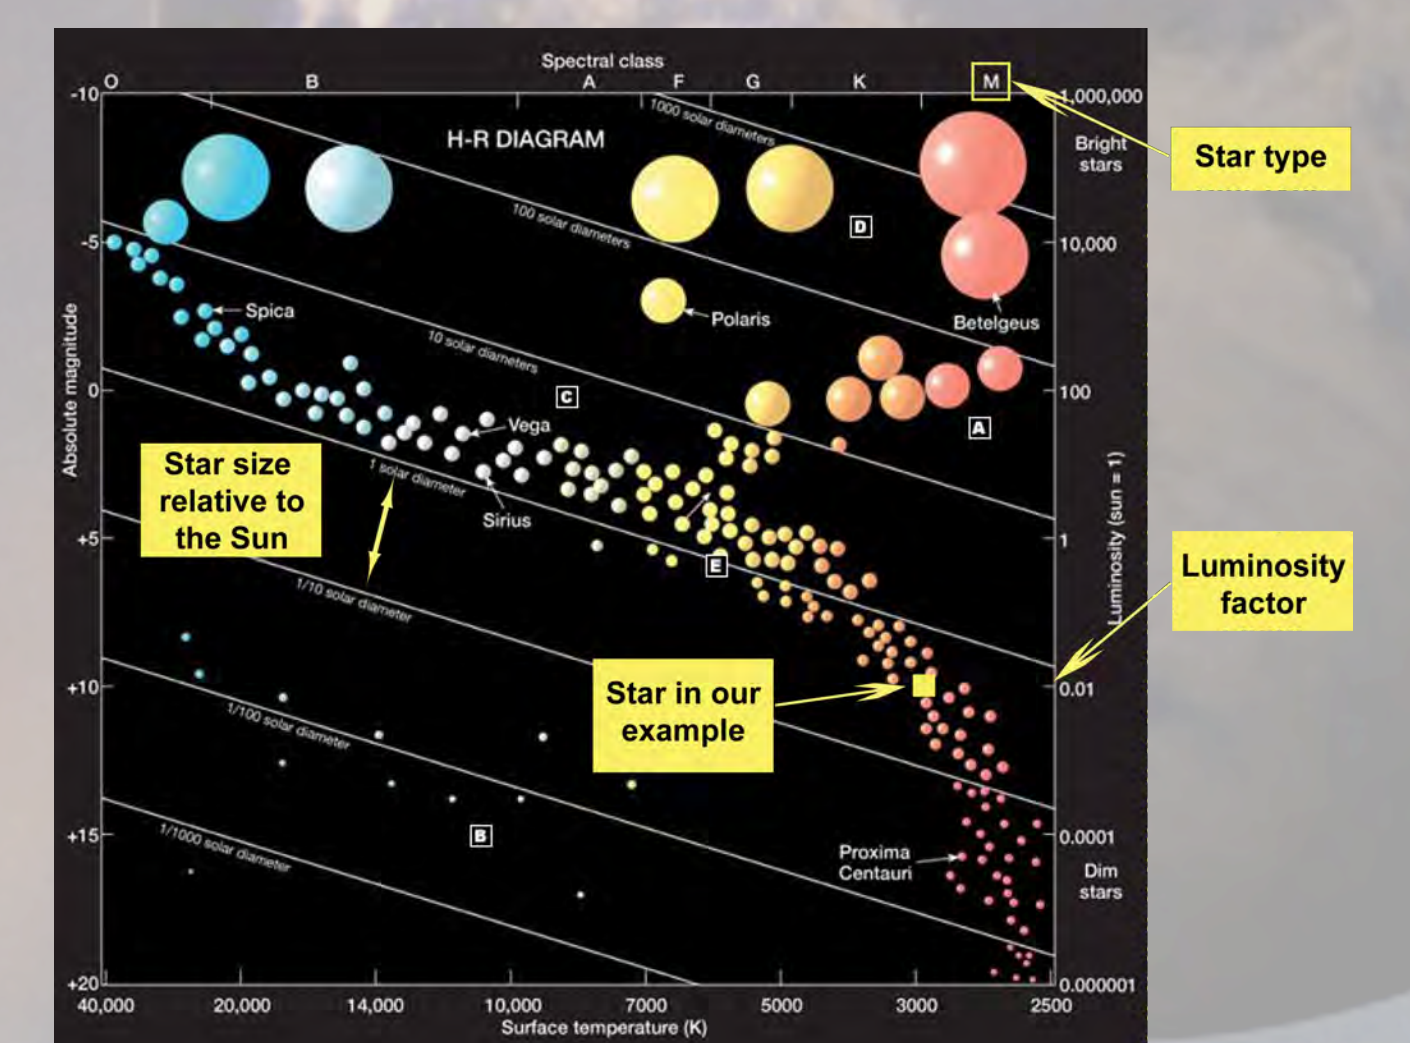 Spectral class
O B A F G K M
-10
1,000,000
1000 solar diameters
H-R DIAGRAM
Bright
stars
Star type
100 solar diameters
D
-5
10,000
Spica
Polaris
Betelgeus
10 solar diameters
Absolute magnitude
0
C
100
Vega
A
Star size
relative to
the Sun
1 solar diameter
Sirius
+5
1
Luminosity (sun = 1)
E
Luminosity
factor
1/10 solar diameter
Star in our
example
+10
0.01
1/100 solar diameter
B
+15
0.0001
1/1000 solar diameter
Proxima
Centauri
Dim
stars
+20
0.000001
40,000 20,000 14,000 10,000 7000 5000 3000 2500
Surface temperature (K)